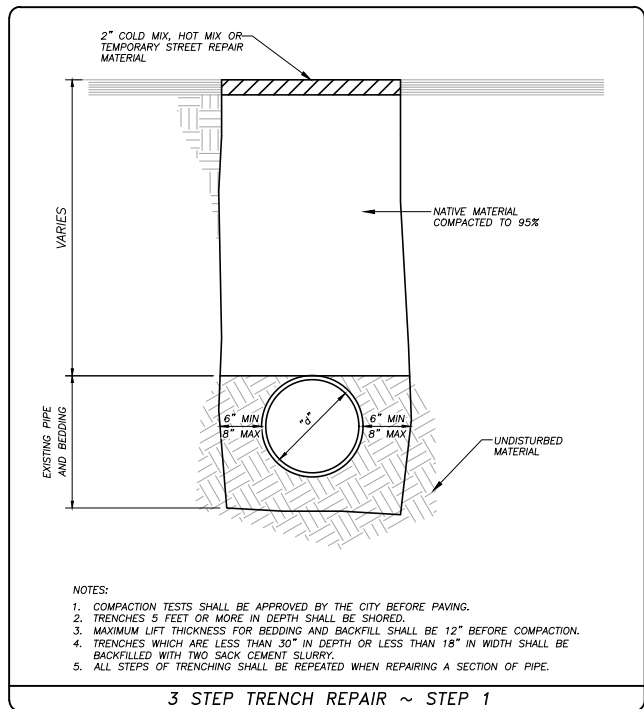 2" COLD MIX, HOT MIX OR
TEMPORARY STREET REPAIR
MATERIAL
VARIES
NATIVE MATERIAL
COMPACTED TO 95%
EXISTING PIPE
AND BEDDING
6" MIN
8" MAX
"d"
6" MIN
8" MAX
UNDISTURBED
MATERIAL
NOTES:
1. COMPACTION TESTS SHALL BE APPROVED BY THE CITY BEFORE PAVING.
2. TRENCHES 5 FEET OR MORE IN DEPTH SHALL BE SHORED.
3. MAXIMUM LIFT THICKNESS FOR BEDDING AND BACKFILL SHALL BE 12" BEFORE COMPACTION.
4. TRENCHES WHICH ARE LESS THAN 30" IN DEPTH OR LESS THAN 18" IN WIDTH SHALL BE
BACKFILLED WITH TWO SACK CEMENT SLURRY.
5. ALL STEPS OF TRENCHING SHALL BE REPEATED WHEN REPAIRING A SECTION OF PIPE.
3 STEP TRENCH REPAIR ~ STEP 1